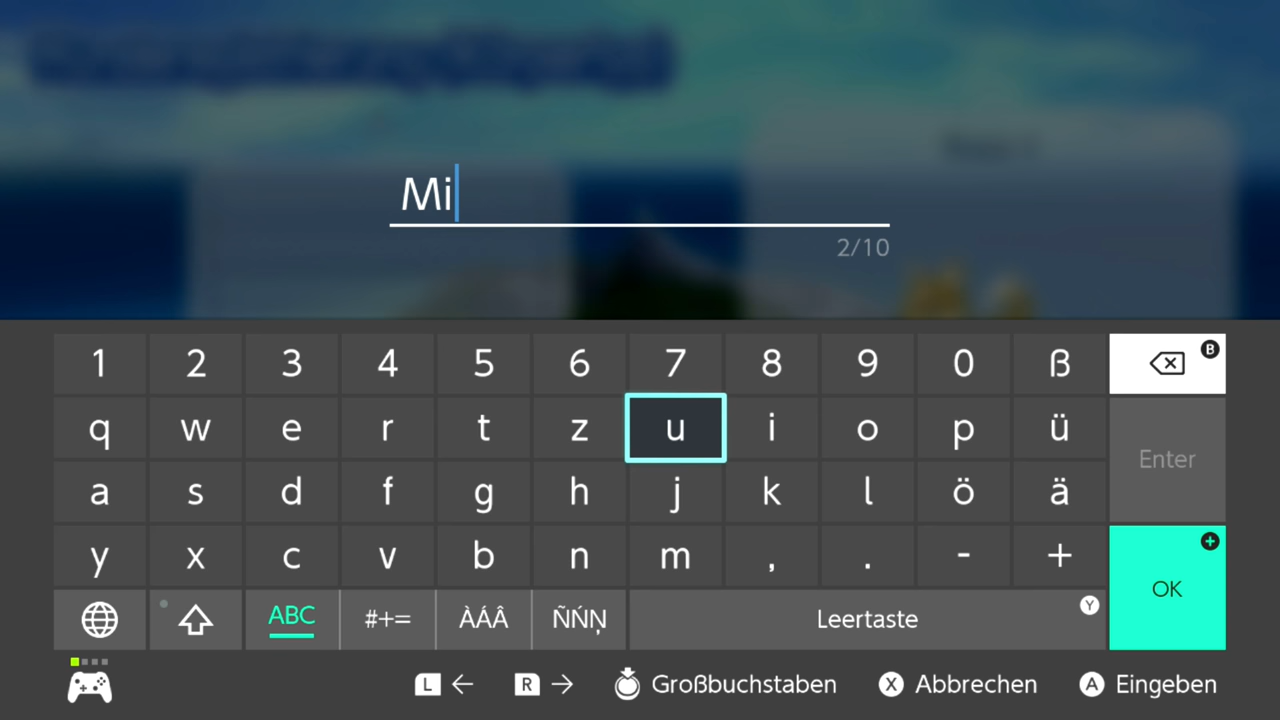 Mi
2/10
1 2 3 4 5 6 7 8 9 0 ß B
q w e r t z u i o p ü
Enter
a s d f g h j k l ö ä
y x c v b n m , . - +
OK
ABC #+= ÀÁÂ ÑŃŅ Leertaste Y
L ← R → Großbuchstaben X Abbrechen A Eingeben